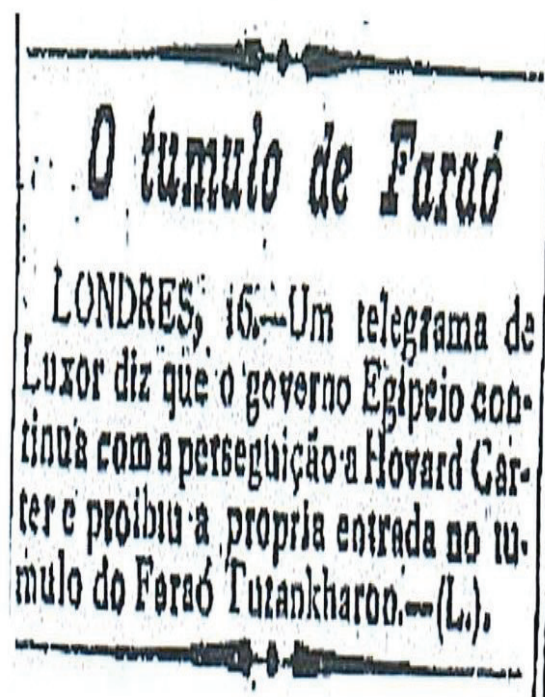 O tumulo de Faraó
LONDRES, 16.—Um telegrama de
Luxor diz que o governo Egipcio con-
tinua com a perseguição a Hovard Car-
ter e proibiu a propria entrada no tu-
mulo do Faraó Tutankharoo.—(L.).